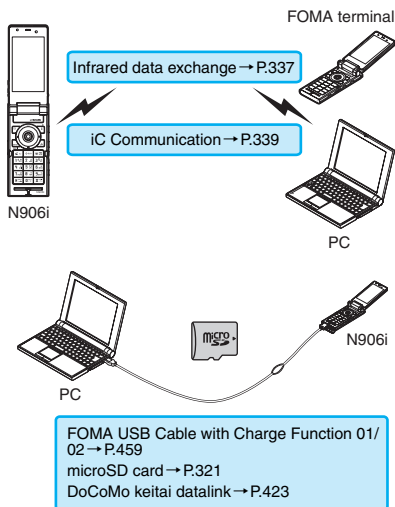 FOMA terminal
Infrared data exchange→P.337
iC Communication→P.339
N906i
PC
micro
SD
N906i
PC
FOMA USB Cable with Charge Function 01/
02→P.459
microSD card→P.321
DoCoMo keitai datalink→P.423